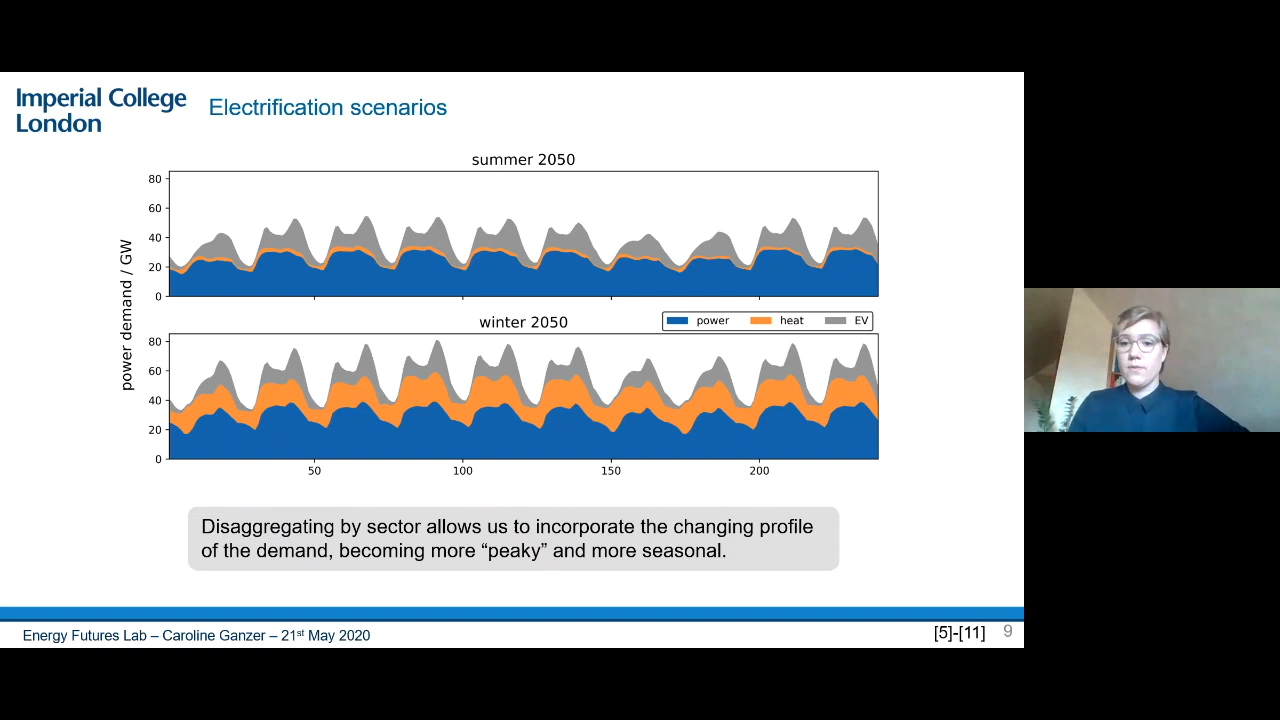 Imperial College
London
Electrification scenarios
summer 2050
80
60
40
20
0
power demand / GW
winter 2050
power heat EV
80
60
40
20
0
50 100 150 200
Disaggregating by sector allows us to incorporate the changing profile
of the demand, becoming more “peaky” and more seasonal.
Energy Futures Lab – Caroline Ganzer – 21st May 2020
[5]-[11] 9